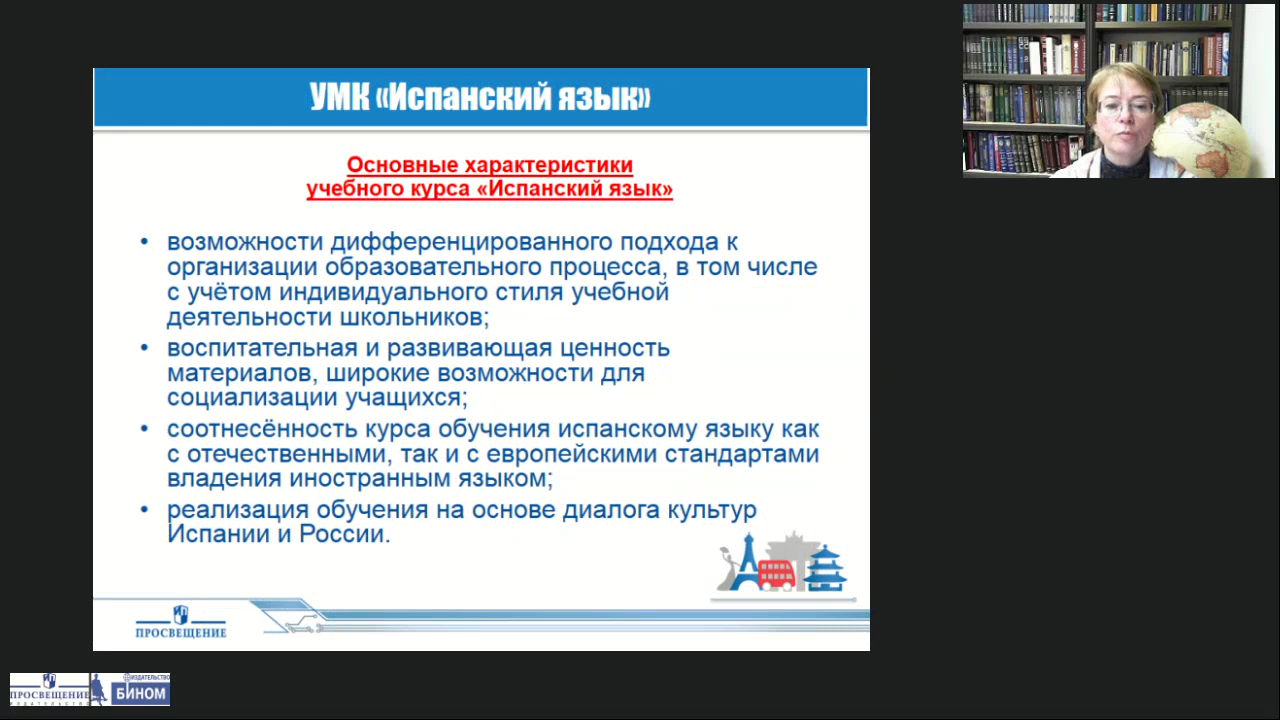 УМК «Испанский язык»
Основные характеристики
учебного курса «Испанский язык»
• возможности дифференцированного подхода к
организации образовательного процесса, в том числе
с учётом индивидуального стиля учебной
деятельности школьников;
• воспитательная и развивающая ценность
материалов, широкие возможности для
социализации учащихся;
• соотнесённость курса обучения испанскому языку как
с отечественными, так и с европейскими стандартами
владения иностранным языком;
• реализация обучения на основе диалога культур
Испании и России.
ПРОСВЕЩЕНИЕ
ПРОСВЕЩЕНИЕ
ИЗДАТЕЛЬСТВО
ИЗДАТЕЛЬСТВО
БИНОМ